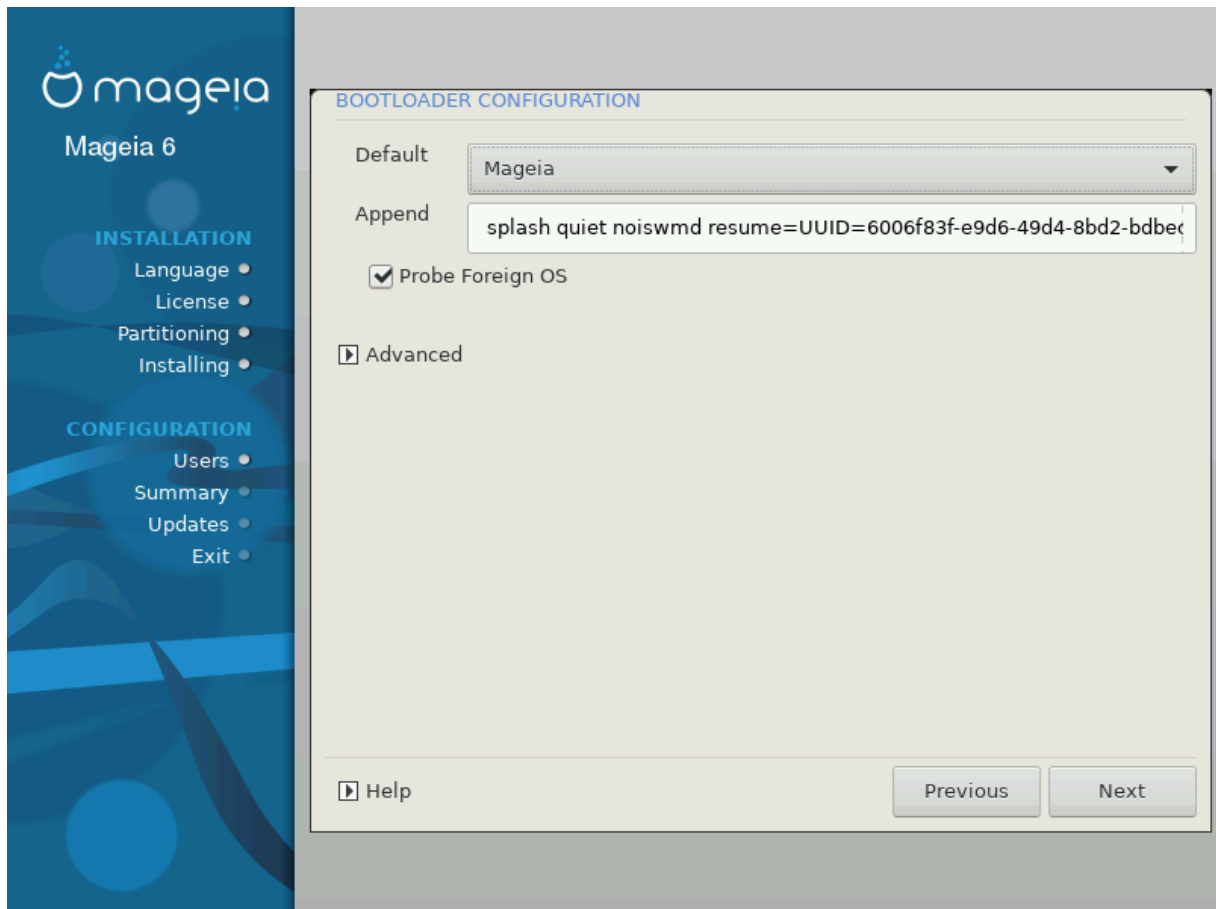 mageia
Mageia 6
INSTALLATION
Language
License
Partitioning
Installing
CONFIGURATION
Users
Summary
Updates
Exit
BOOTLOADER CONFIGURATION
Default
Mageia
Append
splash quiet noiswmd resume=UUID=6006f83f-e9d6-49d4-8bd2-bdbec
Probe Foreign OS
Advanced
Help
Previous
Next